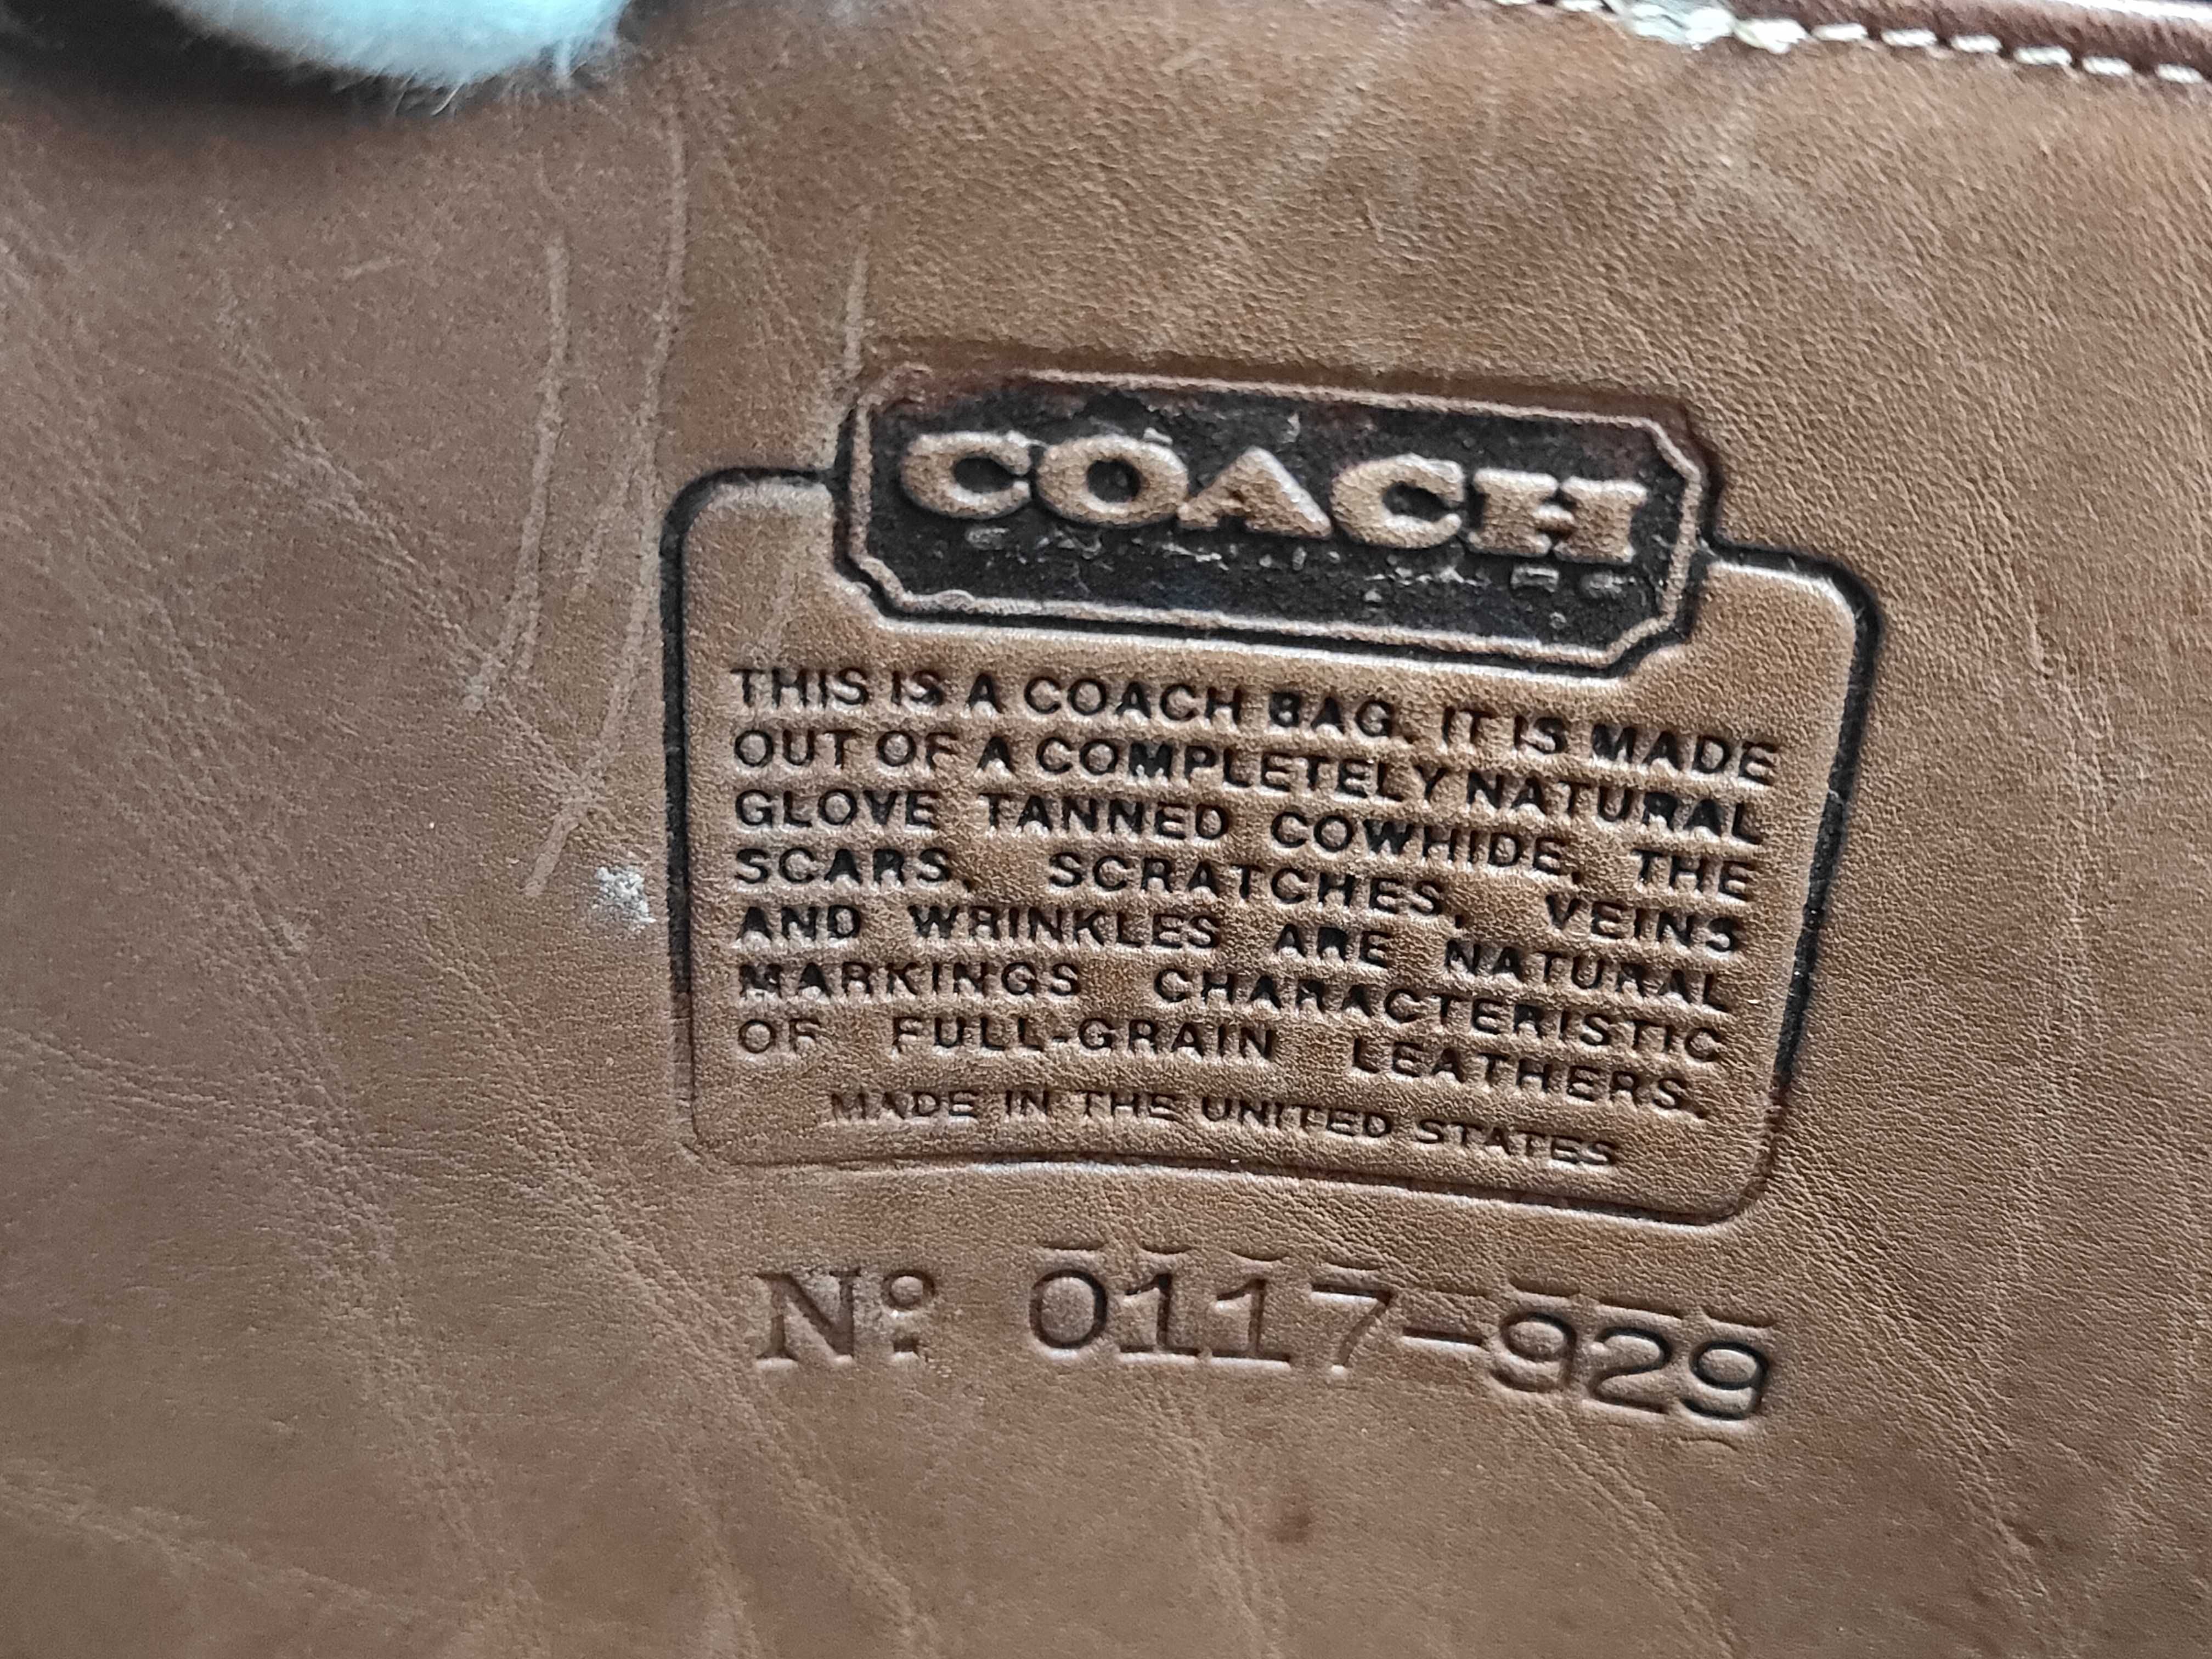 COACH
THIS IS A COACH BAG. IT IS MADE
OUT OF A COMPLETELY NATURAL
GLOVE TANNED COWHIDE. THE
SCARS, SCRATCHES, VEINS
AND WRINKLES ARE NATURAL
MARKINGS CHARACTERISTIC
OF FULL-GRAIN LEATHERS.
MADE IN THE UNITED STATES
Nº 0117-929